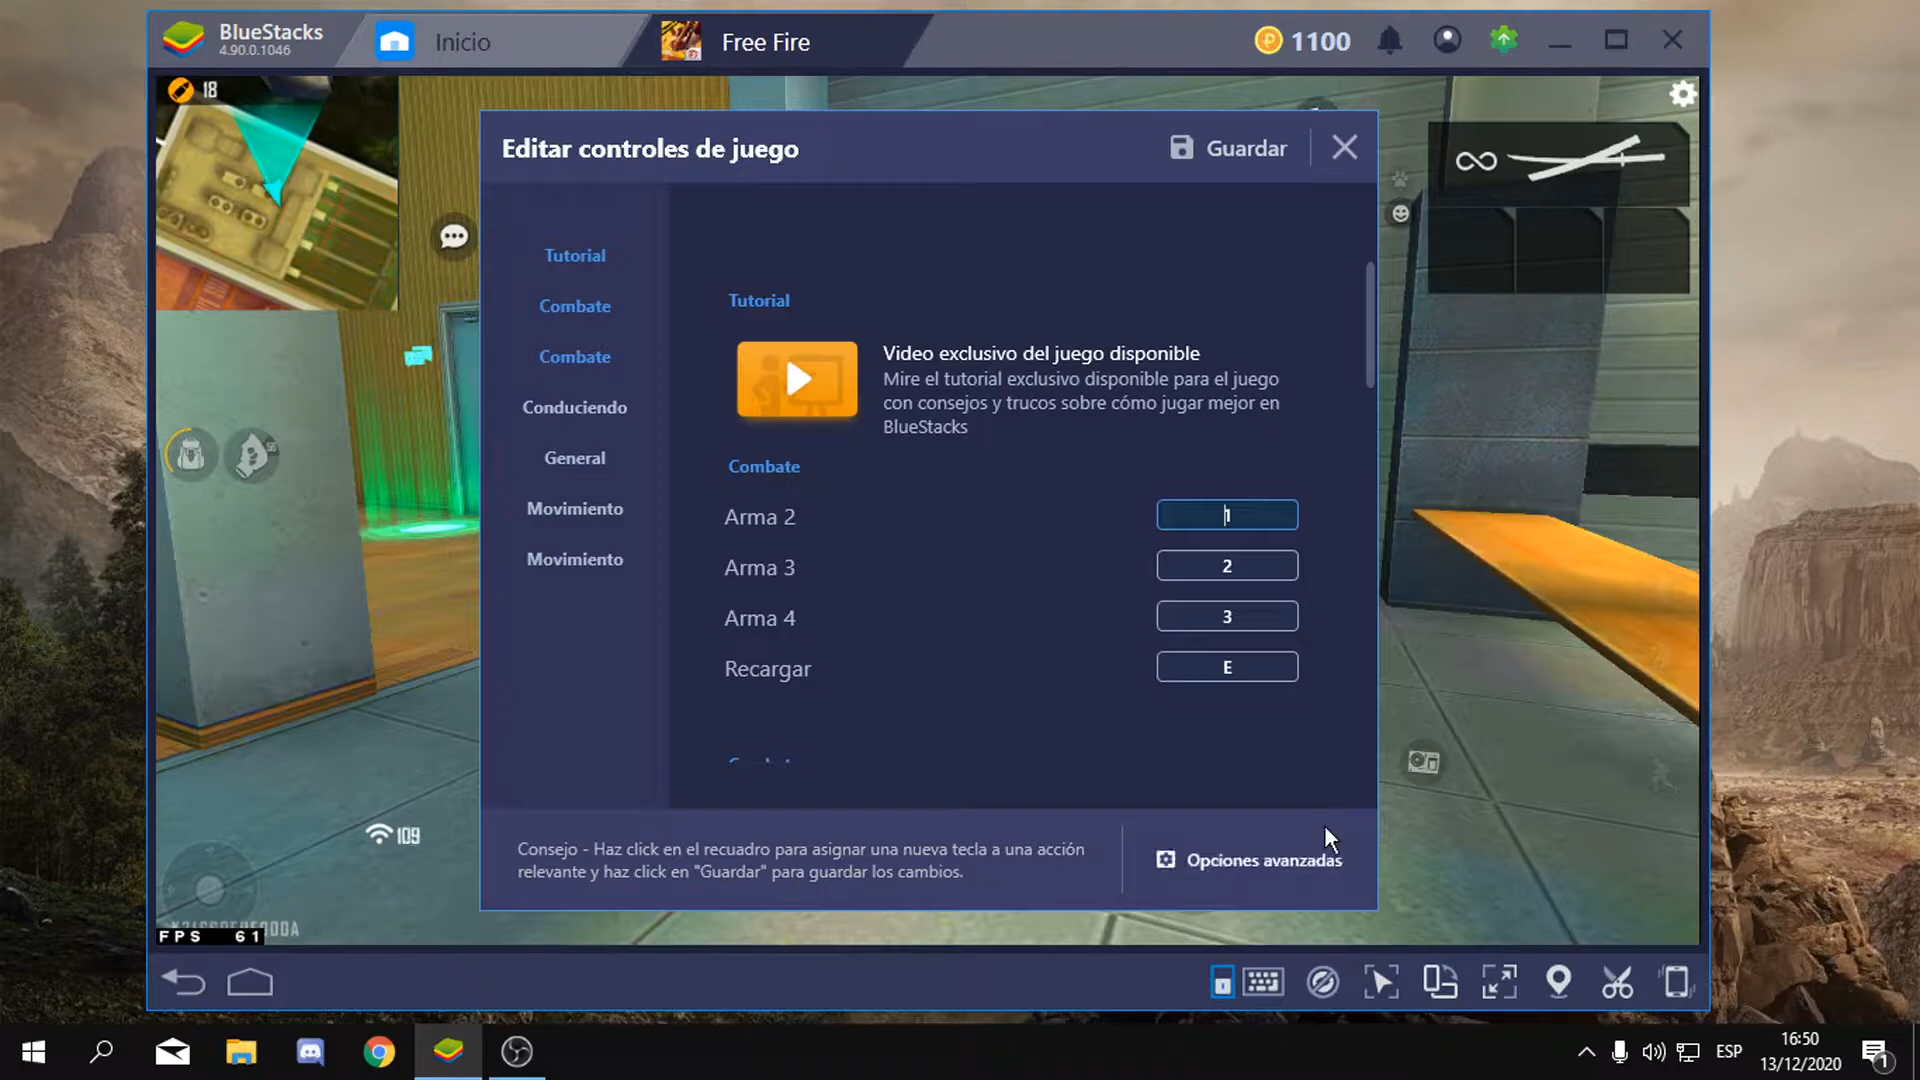 BlueStacks
4.90.0.1046
Inicio
Free Fire
1100
18
Editar controles de juego
Guardar
Tutorial
Combate
Combate
Conduciendo
General
Movimiento
Movimiento
Tutorial
Video exclusivo del juego disponible
Mire el tutorial exclusivo disponible para el juego
con consejos y trucos sobre cómo jugar mejor en
BlueStacks
Combate
Arma 2
1
Arma 3
2
Arma 4
3
Recargar
E
109
Consejo - Haz click en el recuadro para asignar una nueva tecla a una acción
relevante y haz click en "Guardar" para guardar los cambios.
Opciones avanzadas
FPS 61
ESP
16:50
13/12/2020
1